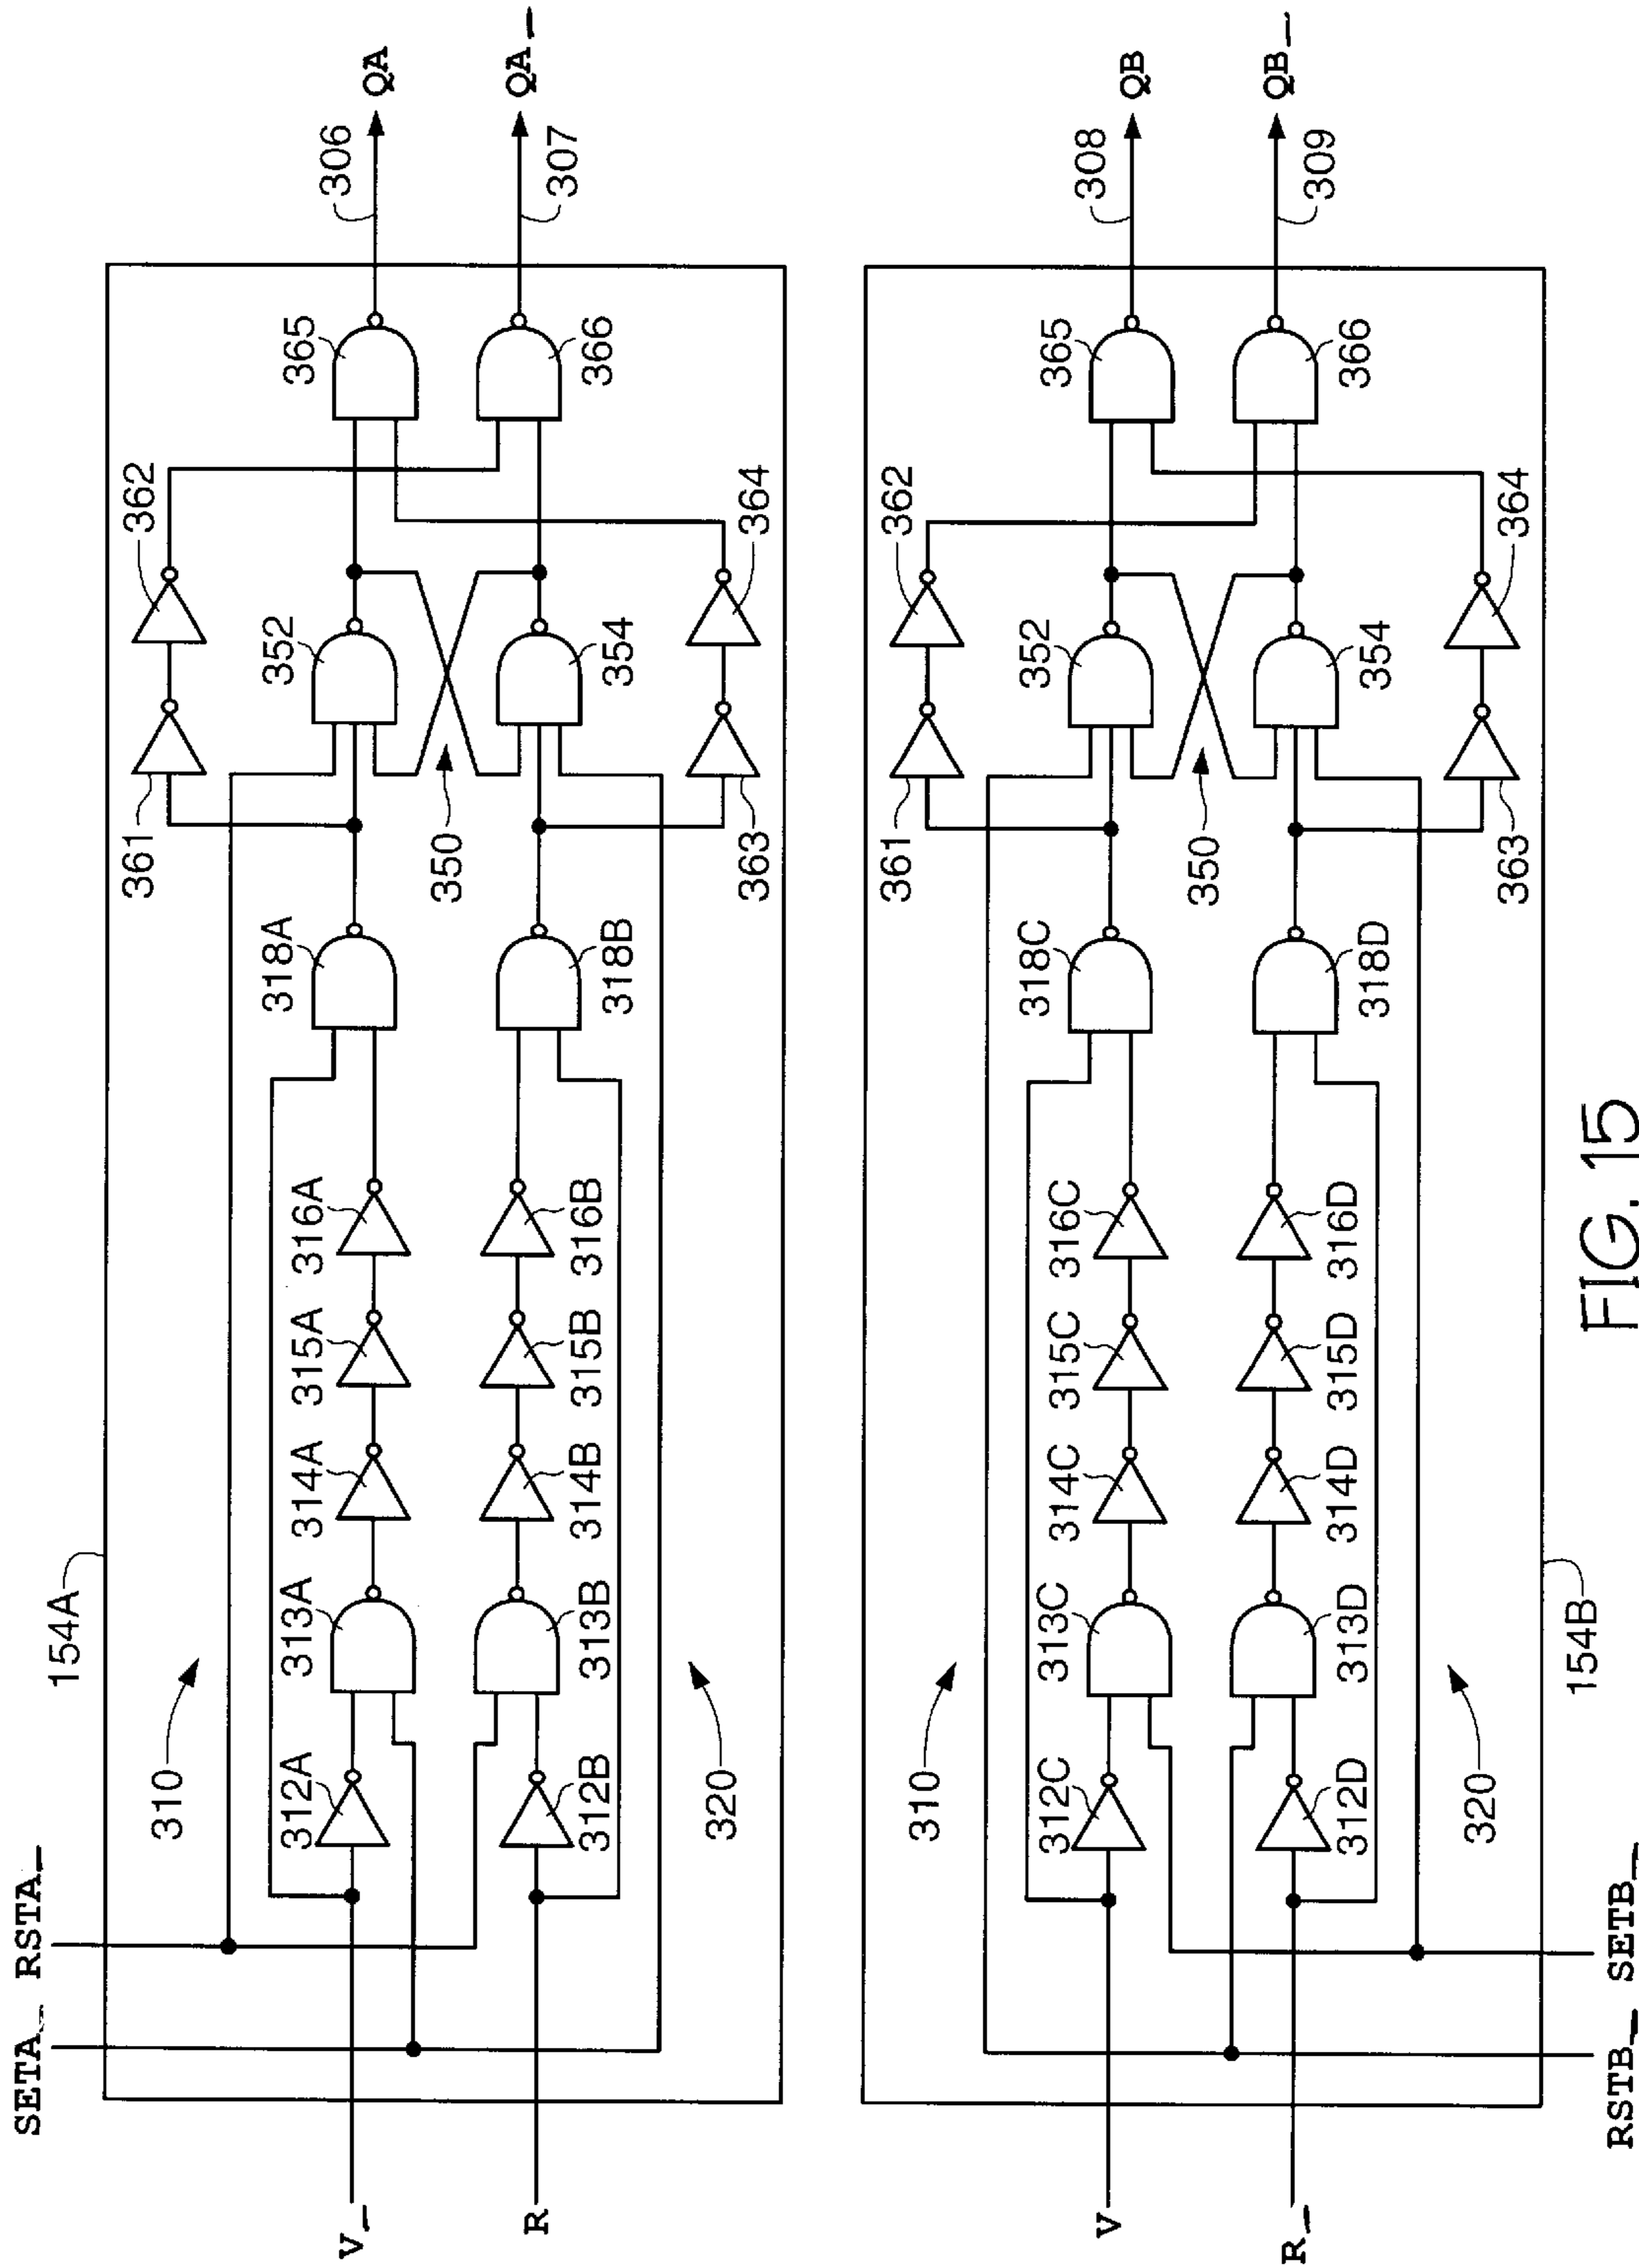 SETA_ RSTA_
154A
310
361
362
318A
352
365
306
QA
312A
313A
314A
315A
316A
V_
350
R
312B
313B
314B
315B
316B
318B
354
366
307
QA_
320
363
364
310
361
362
318C
352
365
308
QB
312C
313C
314C
315C
316C
V
350
R_
312D
313D
314D
315D
316D
318D
354
366
309
QB_
320
363
364
154B
RSTB_ SETB_
FIG. 15